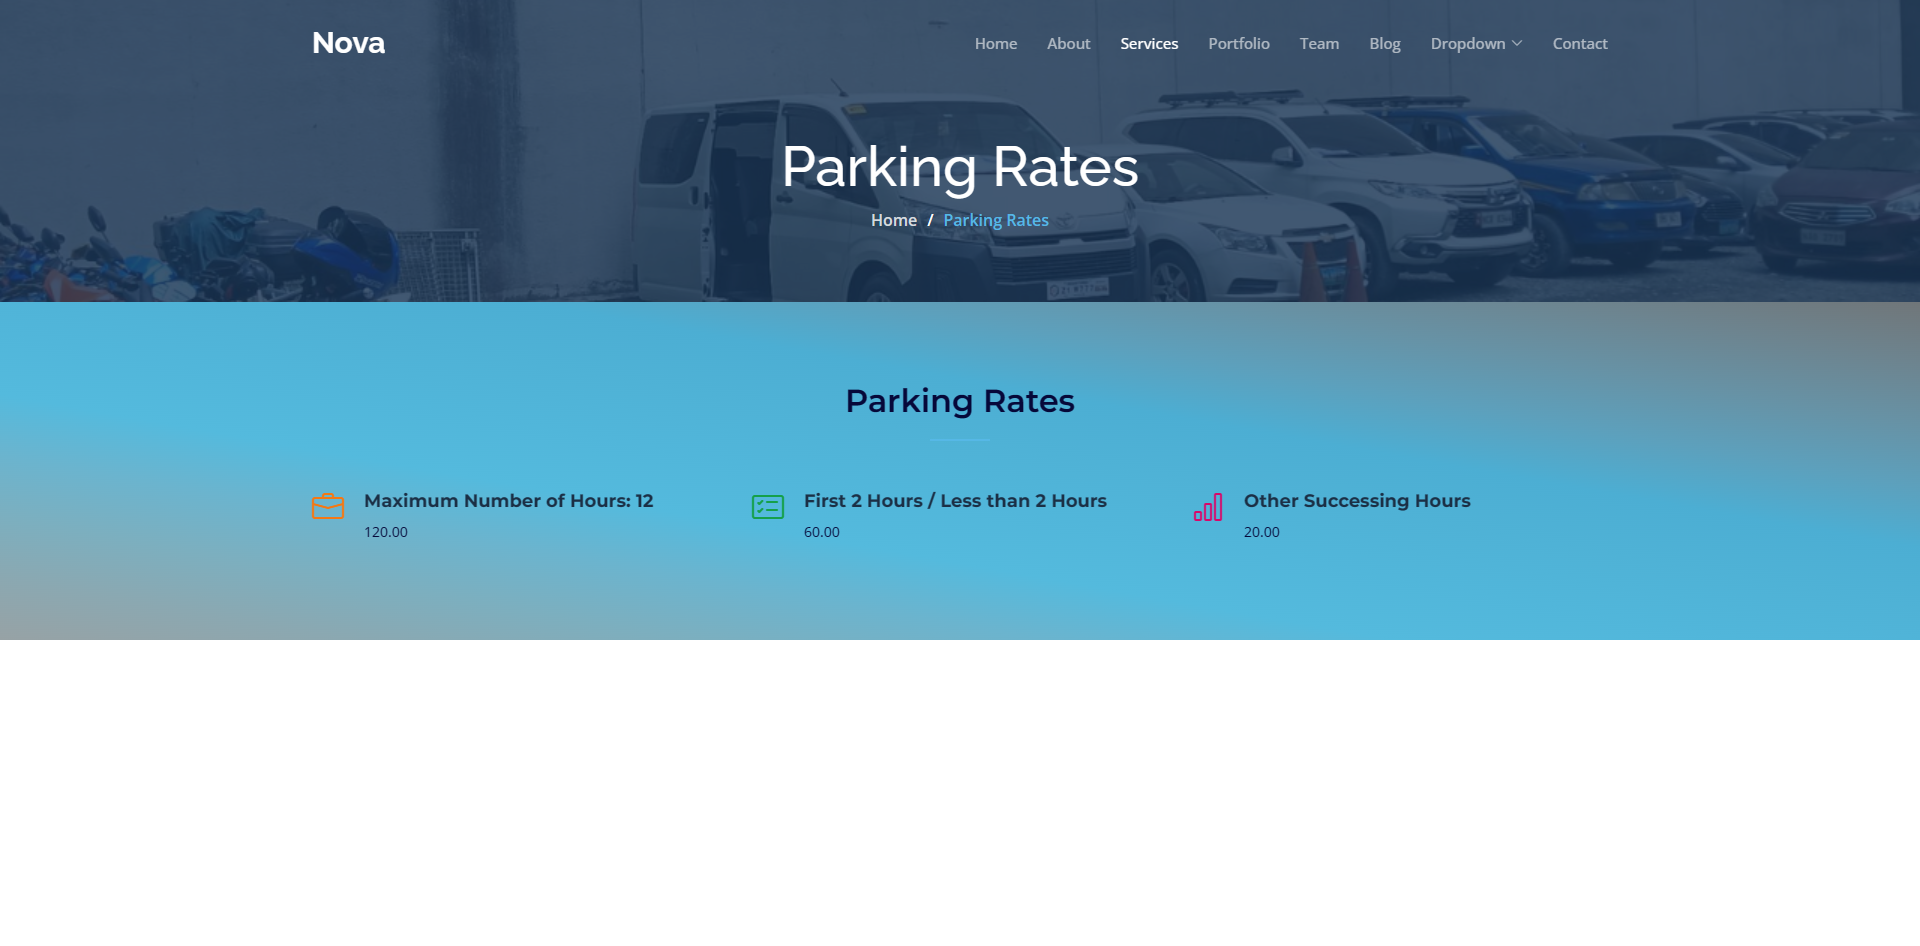 Nova
Home About Services Portfolio Team Blog Dropdown Contact
Parking Rates
Home / Parking Rates
Parking Rates
Maximum Number of Hours: 12
120.00
First 2 Hours / Less than 2 Hours
60.00
Other Successing Hours
20.00